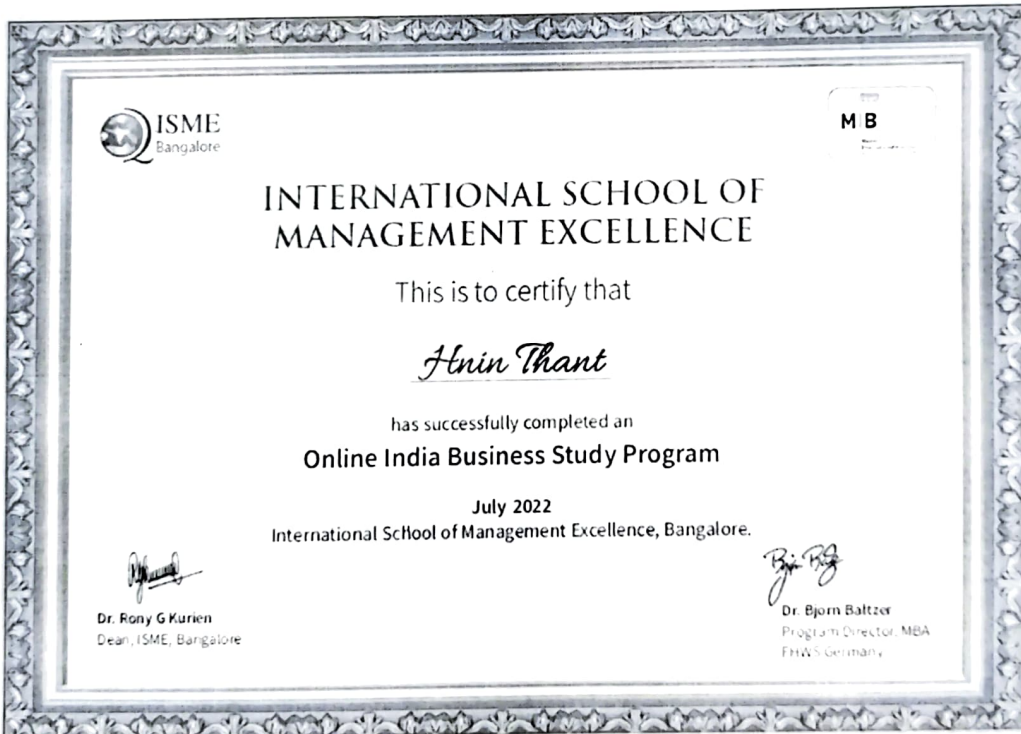 ISME
Bangalore
M B
INTERNATIONAL SCHOOL OF
MANAGEMENT EXCELLENCE
This is to certify that
Hnin Thant
has successfully completed an
Online India Business Study Program
July 2022
International School of Management Excellence, Bangalore.
Dr. Rony G Kurien
Dean, ISME, Bangalore
Dr. Bjorn Baltzer
Program Director, MBA
FHWS Germany